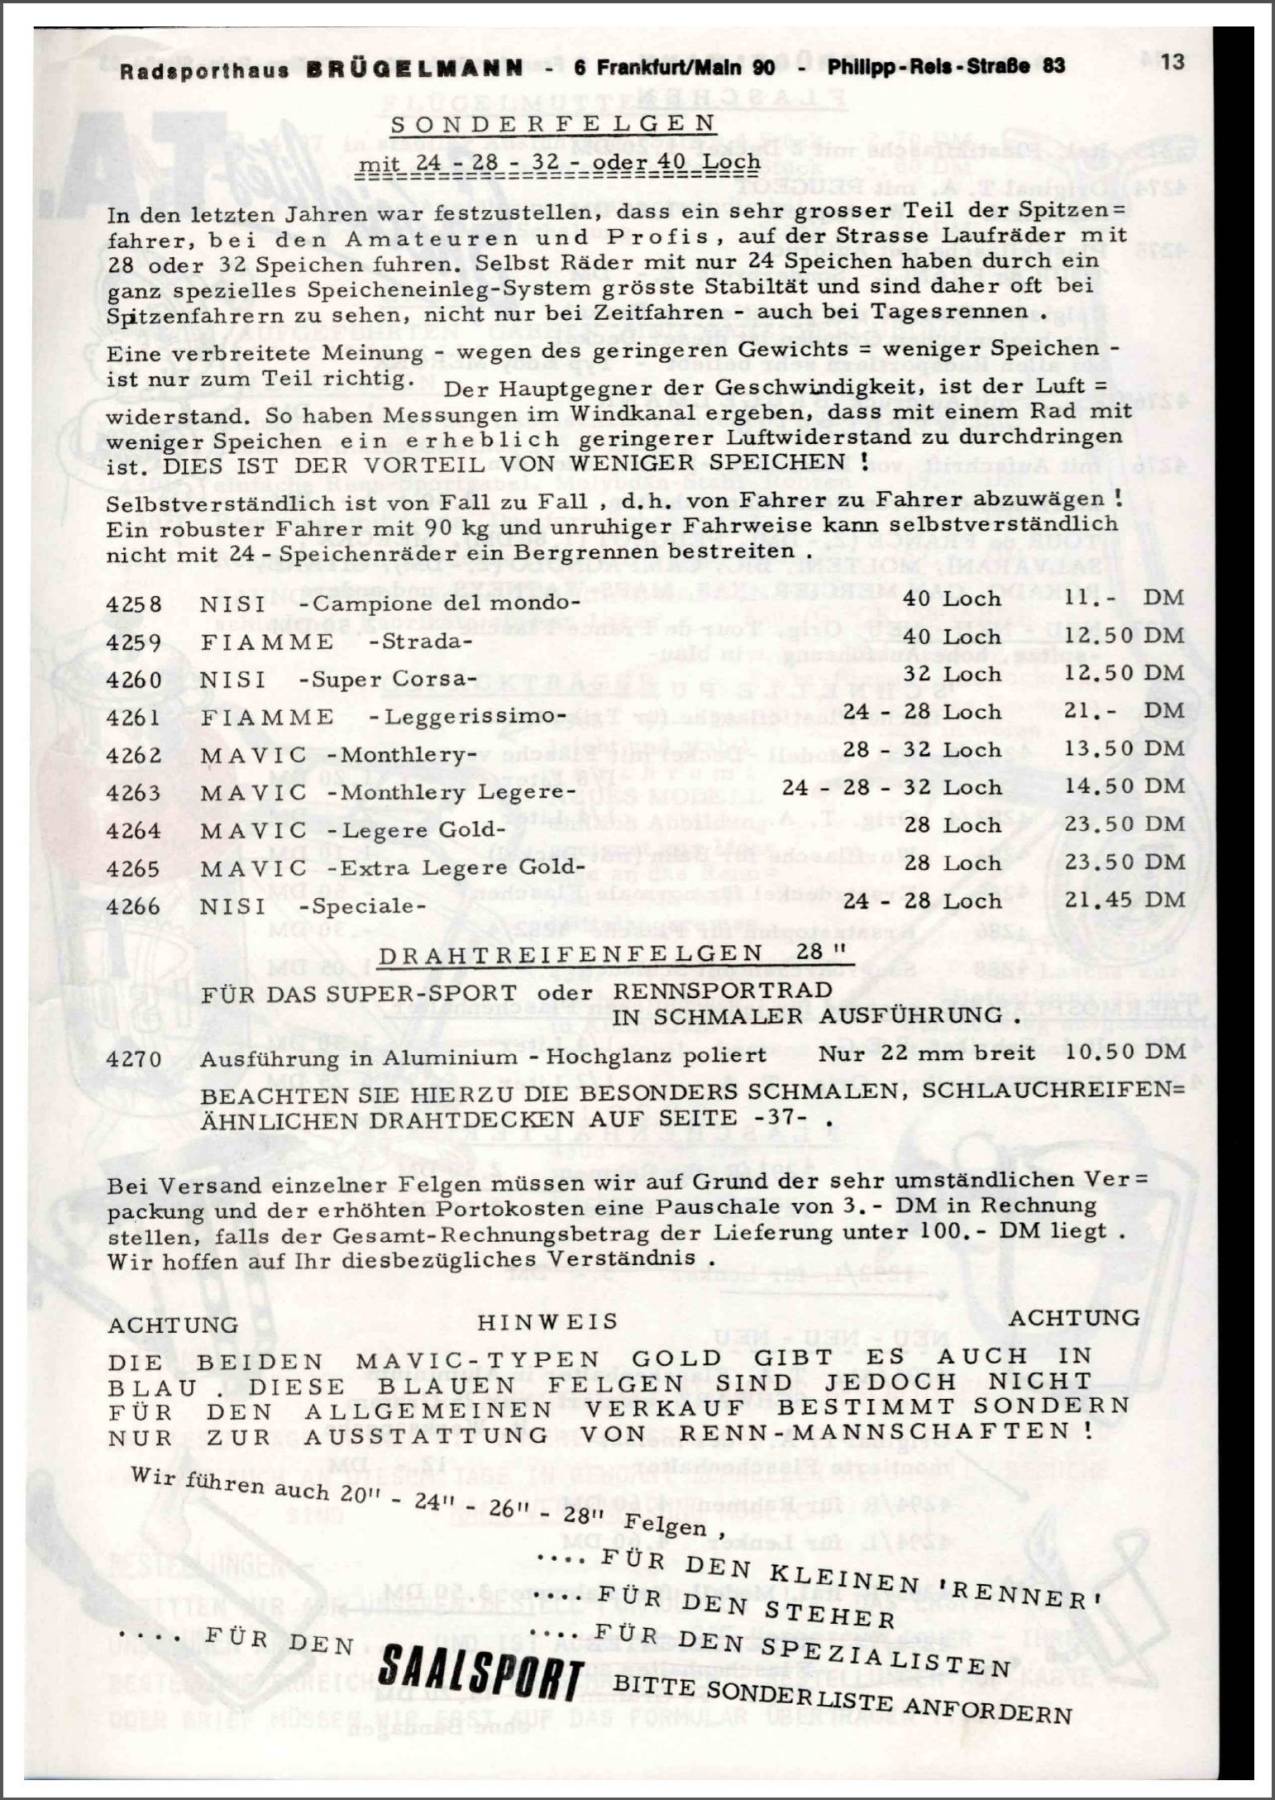 Radsporthaus BRÜGELMANN - 6 Frankfurt/Main 90 - Philipp-Reis-Straße 83 13
SONDERFELGEN
mit 24 - 28 - 32 - oder 40 Loch
In den letzten Jahren war festzustellen, dass ein sehr grosser Teil der Spitzen=
fahrer, bei den Amateuren und Profis, auf der Strasse Laufräder mit
28 oder 32 Speichen fuhren. Selbst Räder mit nur 24 Speichen haben durch ein
ganz spezielles Speicheneinleg-System grösste Stabiltät und sind daher oft bei
Spitzenfahrern zu sehen, nicht nur bei Zeitfahren - auch bei Tagesrennen .
Eine verbreitete Meinung - wegen des geringeren Gewichts = weniger Speichen -
ist nur zum Teil richtig. Der Hauptgegner der Geschwindigkeit, ist der Luft =
widerstand. So haben Messungen im Windkanal ergeben, dass mit einem Rad mit
weniger Speichen ein erheblich geringerer Luftwiderstand zu durchdringen
ist. DIES IST DER VORTEIL VON WENIGER SPEICHEN !
Selbstverständlich ist von Fall zu Fall , d.h. von Fahrer zu Fahrer abzuwägen !
Ein robuster Fahrer mit 90 kg und unruhiger Fahrweise kann selbstverständlich
nicht mit 24 - Speichenräder ein Bergrennen bestreiten .
4258 NISI -Campione del mondo- 40 Loch 11.- DM
4259 FIAMME -Strada- 40 Loch 12.50 DM
4260 NISI -Super Corsa- 32 Loch 12.50 DM
4261 FIAMME -Leggerissimo- 24 - 28 Loch 21.- DM
4262 MAVIC -Monthlery- 28 - 32 Loch 13.50 DM
4263 MAVIC -Monthlery Legere- 24 - 28 - 32 Loch 14.50 DM
4264 MAVIC -Legere Gold- 28 Loch 23.50 DM
4265 MAVIC -Extra Legere Gold- 28 Loch 23.50 DM
4266 NISI -Speciale- 24 - 28 Loch 21.45 DM
DRAHTREIFENFELGEN 28 "
FÜR DAS SUPER-SPORT oder RENNSPORTRAD
IN SCHMALER AUSFÜHRUNG .
4270 Ausführung in Aluminium - Hochglanz poliert Nur 22 mm breit 10.50 DM
BEACHTEN SIE HIERZU DIE BESONDERS SCHMALEN, SCHLAUCHREIFEN=
ÄHNLICHEN DRAHTDECKEN AUF SEITE -37- .
Bei Versand einzelner Felgen müssen wir auf Grund der sehr umständlichen Ver=
packung und der erhöhten Portokosten eine Pauschale von 3.- DM in Rechnung
stellen, falls der Gesamt-Rechnungsbetrag der Lieferung unter 100.- DM liegt .
Wir hoffen auf Ihr diesbezügliches Verständnis .
ACHTUNG HINWEIS ACHTUNG
DIE BEIDEN MAVIC-TYPEN GOLD GIBT ES AUCH IN
BLAU . DIESE BLAUEN FELGEN SIND JEDOCH NICHT
FÜR DEN ALLGEMEINEN VERKAUF BESTIMMT SONDERN
NUR ZUR AUSSTATTUNG VON RENN-MANNSCHAFTEN !
Wir führen auch 20" - 24" - 26" - 28" Felgen ,
.... FÜR DEN KLEINEN 'RENNER'
.... FÜR DEN STEHER
.... FÜR DEN SPEZIALISTEN
.... FÜR DEN SAALSPORT BITTE SONDERLISTE ANFORDERN